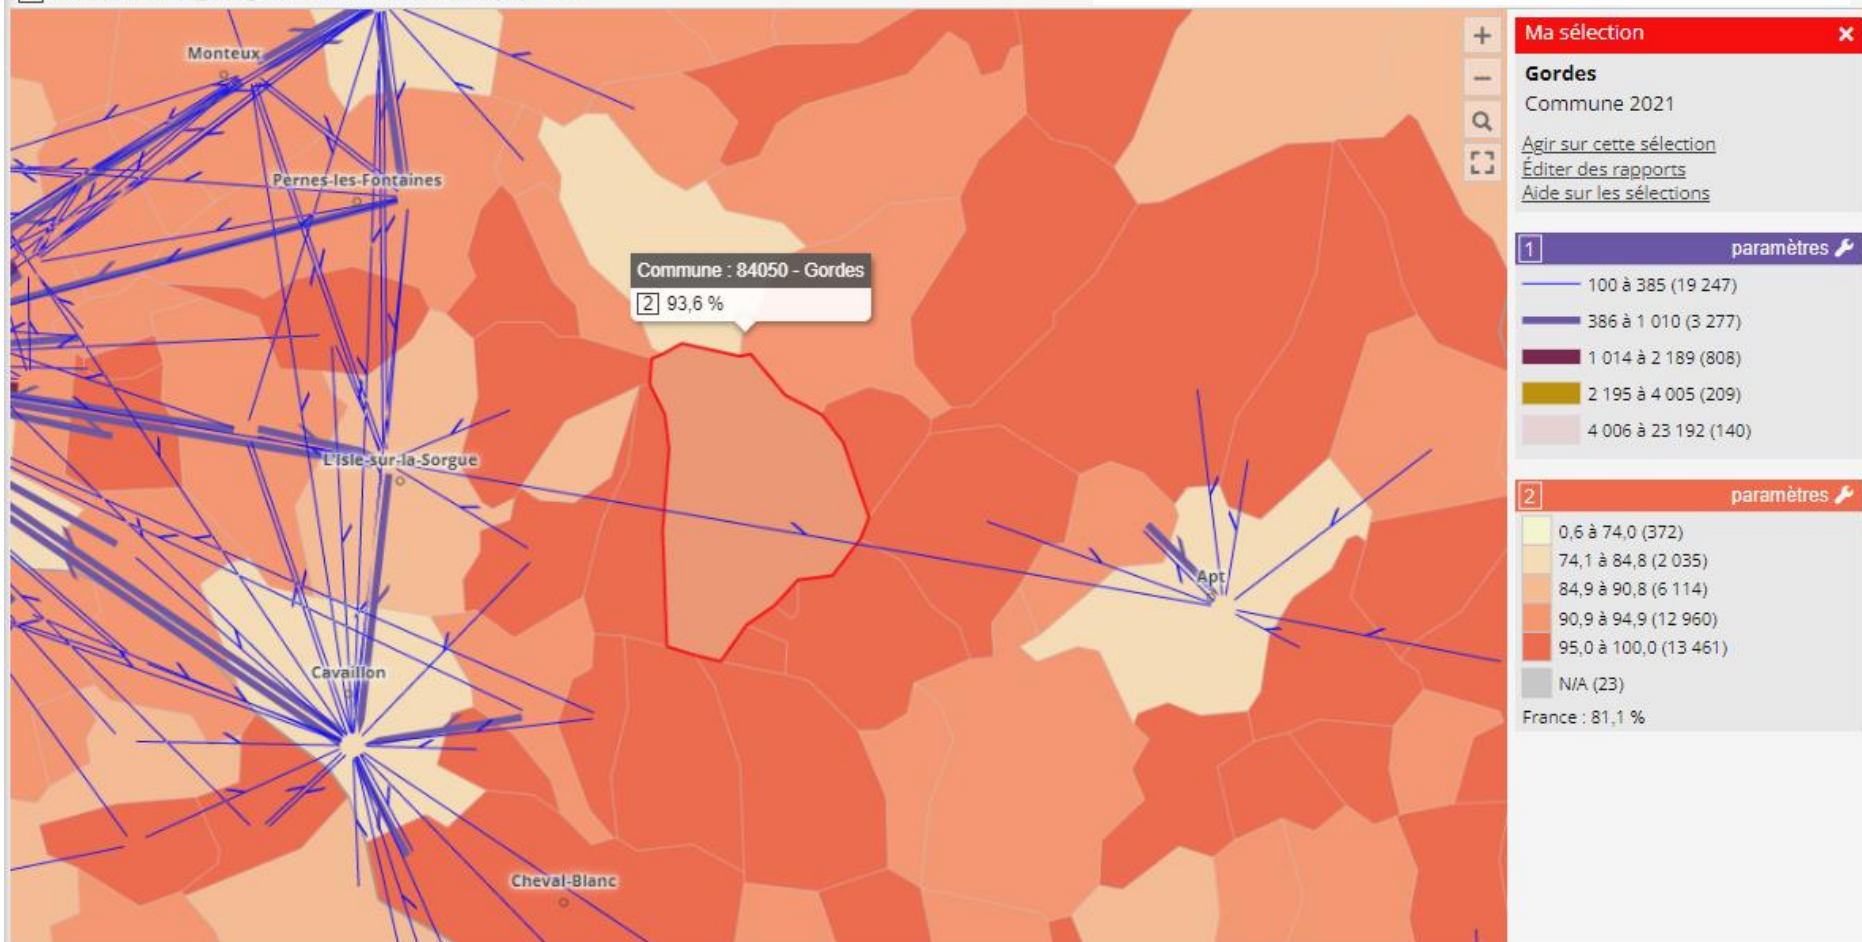 Monteux
Pernes-les-Fontaines
Commune : 84050 - Gordes
2 93,6 %
L'Isle-sur-la-Sorgue
Apt
Cavaillon
Cheval-Blanc
+
−
Ma sélection ×
Gordes
Commune 2021
Agir sur cette sélection
Éditer des rapports
Aide sur les sélections
1 paramètres
100 à 385 (19 247)
386 à 1 010 (3 277)
1 014 à 2 189 (808)
2 195 à 4 005 (209)
4 006 à 23 192 (140)
2 paramètres
0,6 à 74,0 (372)
74,1 à 84,8 (2 035)
84,9 à 90,8 (6 114)
90,9 à 94,9 (12 960)
95,0 à 100,0 (13 461)
N/A (23)
France : 81,1 %